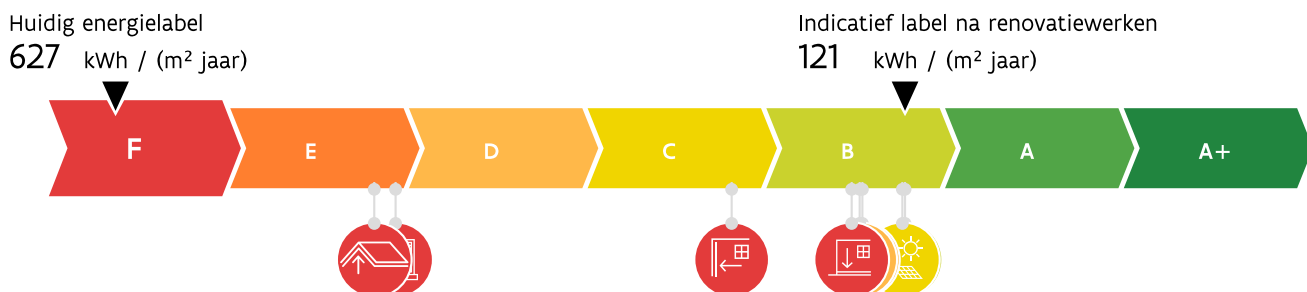 Huidig energielabel
627 kWh / (m² jaar)
Indicatief label na renovatiewerken
121 kWh / (m² jaar)
F E D C B A A+